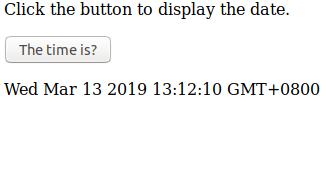 Click the button to display the date.
The time is?
Wed Mar 13 2019 13:12:10 GMT+0800